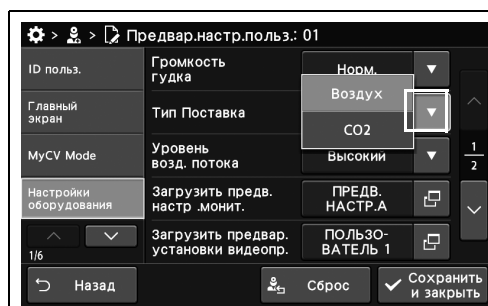 > > Предвар.настр.польз.: 01
ID польз.
Громкость
гудка
Норм.
Главный
экран
Тип Поставка
Воздух
CO2
MyCV Mode
Уровень
возд. потока
Высокий
1
2
Настройки
оборудования
Загрузить предв.
настр .монит.
ПРЕДВ.
НАСТР.А
1/6
Загрузить предвар.
установки видеопр.
ПОЛЬЗО-
ВАТЕЛЬ 1
Назад
Сброс
Сохранить
и закрыть